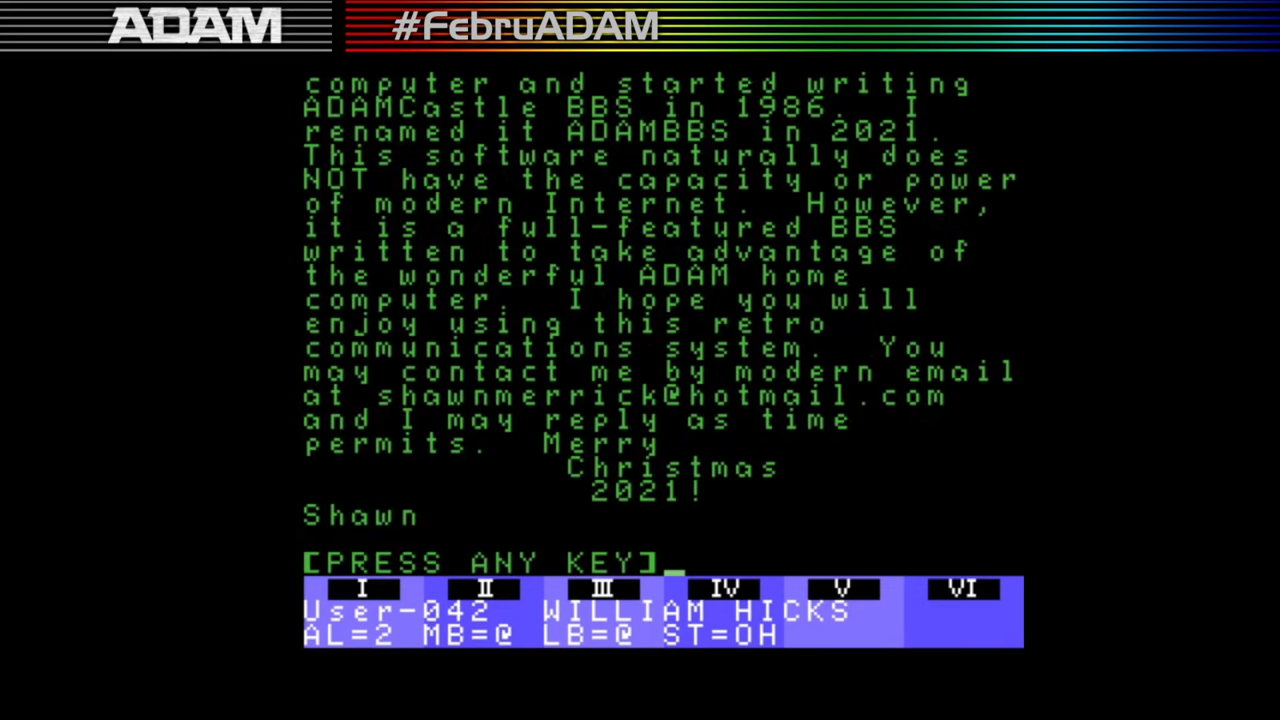 ADAM #FebruADAM
computer and started writing
ADAMCastle BBS in 1986. I
renamed it ADAMBBS in 2021.
This software naturally does
NOT have the capacity or power
of modern Internet. However,
it is a full-featured BBS
written to take advantage of
the wonderful ADAM home
computer. I hope you will
enjoy using this retro
communications system. You
may contact me by modern email
at shawnmerrick@hotmail.com
and I may reply as time
permits. Merry
Christmas
2021!
Shawn
[PRESS ANY KEY]_
I II III IV V VI
User-042 WILLIAM HICKS
AL=2 MB=@ LB=@ ST=OH